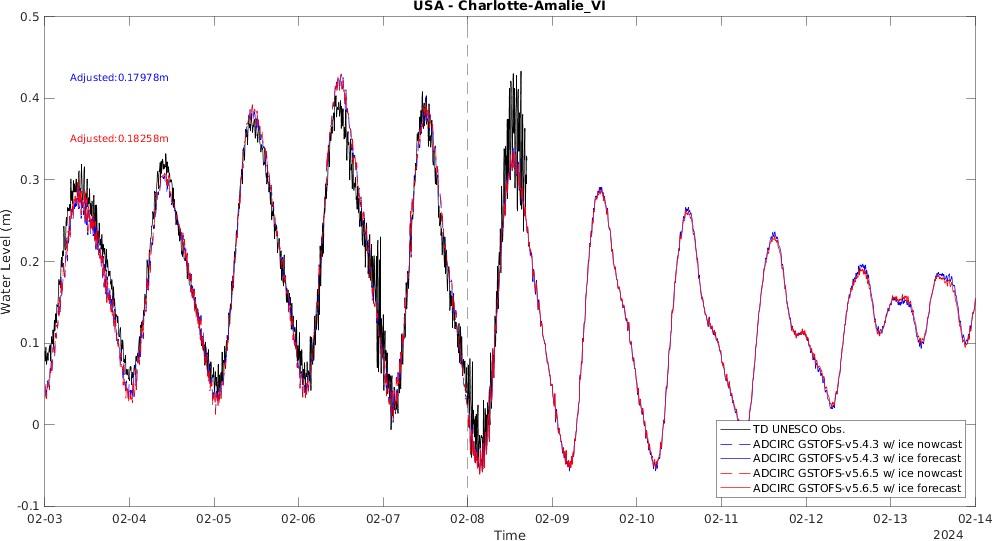 USA - Charlotte-Amalie_VI
0.5
0.4
0.3
0.2
0.1
0
-0.1
Water Level (m)
Adjusted:0.17978m
Adjusted:0.18258m
TD UNESCO Obs.
ADCIRC GSTOFS-v5.4.3 w/ ice nowcast
ADCIRC GSTOFS-v5.4.3 w/ ice forecast
ADCIRC GSTOFS-v5.6.5 w/ ice nowcast
ADCIRC GSTOFS-v5.6.5 w/ ice forecast
02-03 02-04 02-05 02-06 02-07 02-08 02-09 02-10 02-11 02-12 02-13 02-14
Time
2024